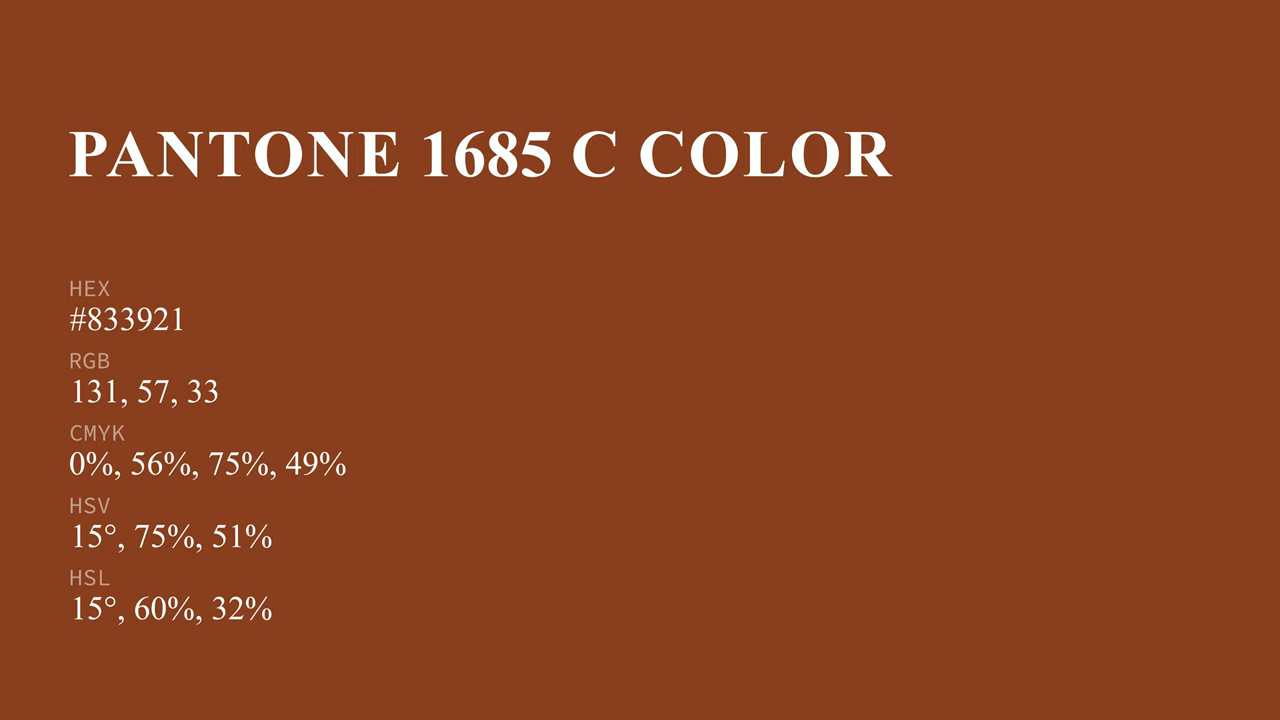 PANTONE 1685 C COLOR
HEX
#833921
RGB
131, 57, 33
CMYK
0%, 56%, 75%, 49%
HSV
15°, 75%, 51%
HSL
15°, 60%, 32%